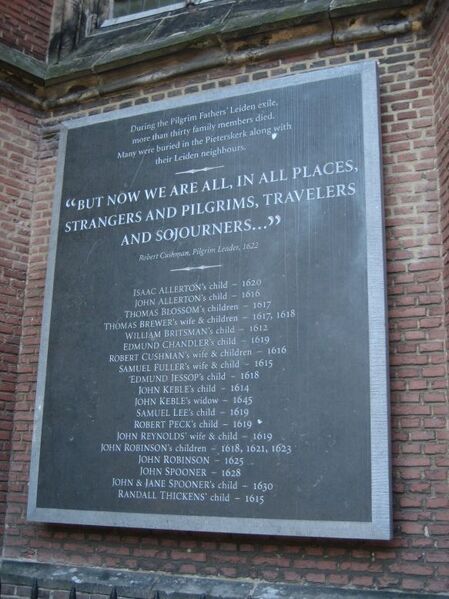 During the Pilgrim Fathers' Leiden exile,
more than thirty family members died.
Many were buried in the Pieterskerk along with
their Leiden neighbours.
“BUT NOW WE ARE ALL, IN ALL PLACES,
STRANGERS AND PILGRIMS, TRAVELERS
AND SOJOURNERS...”
Robert Cushman, Pilgrim Leader, 1622
ISAAC ALLERTON's child – 1620
JOHN ALLERTON's child – 1616
THOMAS BLOSSOM's children – 1617
THOMAS BREWER's wife & children – 1617, 1618
WILLIAM BRITSMAN's child – 1612
EDMUND CHANDLER's child – 1619
ROBERT CUSHMAN's wife & children – 1616
SAMUEL FULLER's wife & child – 1615
EDMUND JESSOP's child – 1618
JOHN KEBLE's child – 1614
JOHN KEBLE's widow – 1645
SAMUEL LEE's child – 1619
ROBERT PECK's child – 1619
JOHN REYNOLDS' wife & child – 1619
JOHN ROBINSON's children – 1618, 1621, 1623
JOHN ROBINSON – 1625
JOHN SPOONER – 1628
JOHN & JANE SPOONER's child – 1630
RANDALL THICKENS' child – 1615